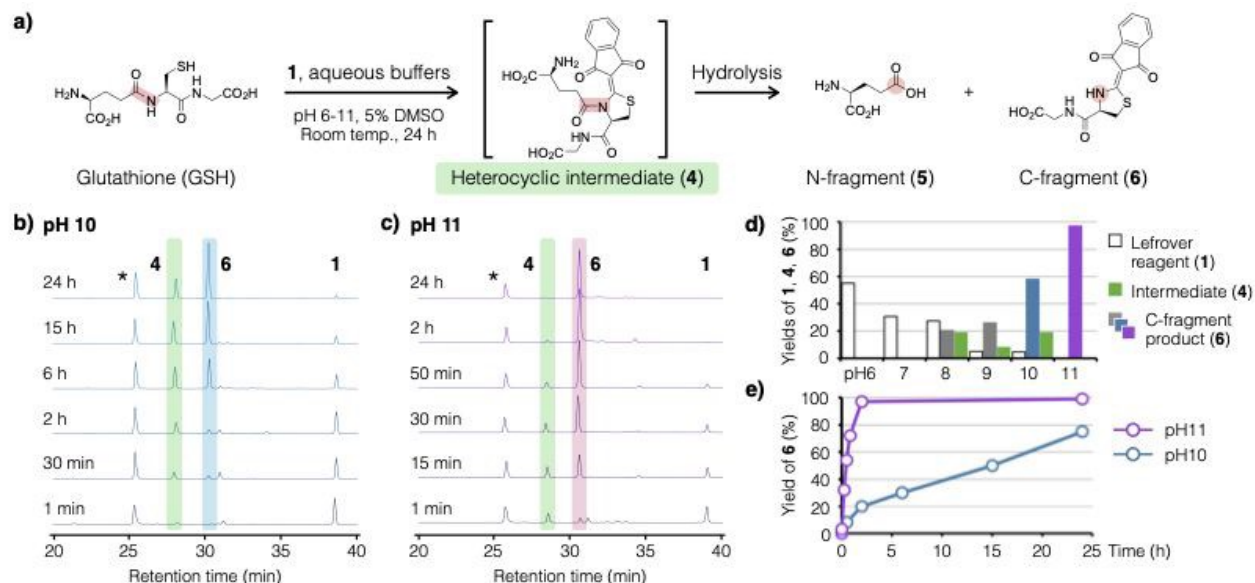 a)
SH
H₂N
O
N
H
H
N
CO₂H
CO₂H
O
Glutathione (GSH)
1, aqueous buffers
pH 6-11, 5% DMSO
Room temp., 24 h
NH₂
HO₂C
O
O
O
N
S
HN
O
HO₂C
Heterocyclic intermediate (4)
Hydrolysis
H₂N
O
OH
CO₂H
N-fragment (5)
+
O
O
HN
S
H
N
HO₂C
O
C-fragment (6)
b) pH 10
4
6
1
*
24 h
15 h
6 h
2 h
30 min
1 min
20 25 30 35 40
Retention time (min)
c) pH 11
4
6
1
*
24 h
2 h
50 min
30 min
15 min
1 min
20 25 30 35 40
Retention time (min)
d)
Yields of 1, 4, 6 (%)
100
80
60
40
20
0
pH6 7 8 9 10 11
Lefrover
reagent (1)
Intermediate (4)
C-fragment
product (6)
e)
Yield of 6 (%)
100
80
60
40
20
0
0 5 10 15 20 25 Time (h)
pH11
pH10